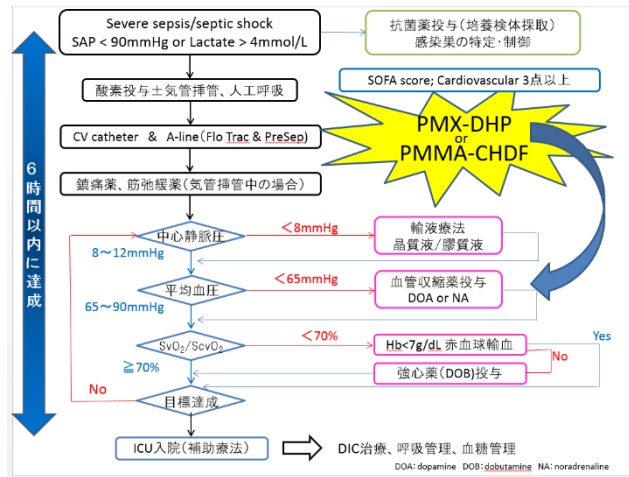 Severe sepsis/septic shock
SAP < 90mmHg or Lactate > 4mmol/L
抗菌薬投与(培養検体採取)
感染巣の特定・制御
酸素投与±気管挿管、人工呼吸
SOFA score; Cardiovascular 3点以上
CV catheter & A-line(Flo Trac & PreSep)
PMX-DHP
or
PMMA-CHDF
鎮痛薬、筋弛緩薬(気管挿管中の場合)
6時間以内に達成
中心静脈圧
<8mmHg
輸液療法
晶質液/膠質液
8~12mmHg
平均血圧
<65mmHg
血管収縮薬投与
DOA or NA
65~90mmHg
SvO₂/ScvO₂
<70%
Hb<7g/dL 赤血球輸血
Yes
No
≧70%
強心薬(DOB)投与
No
目標達成
ICU入院(補助療法)
DIC治療、呼吸管理、血糖管理
DOA: dopamine DOB: dobutamine NA: noradrenaline